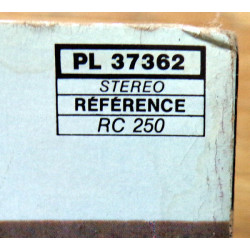 PL 37362
STEREO
RÉFÉRENCE
RC 250